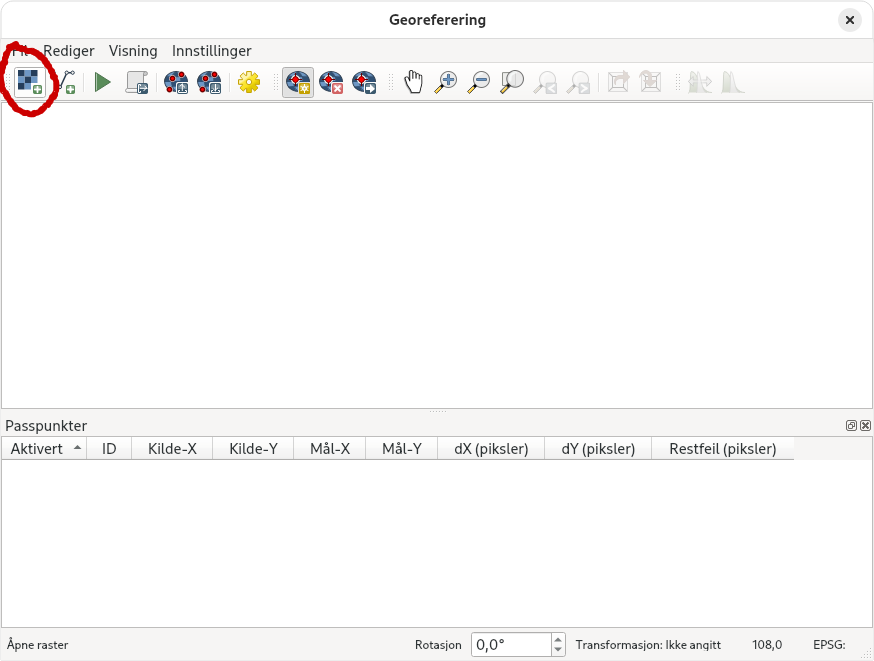 Georeferering
Rediger Visning Innstillinger
Passpunkter
Aktivert ID Kilde-X Kilde-Y Mål-X Mål-Y dX (piksler) dY (piksler) Restfeil (piksler)
Åpne raster Rotasjon 0,0° Transformasjon: Ikke angitt 108,0 EPSG: